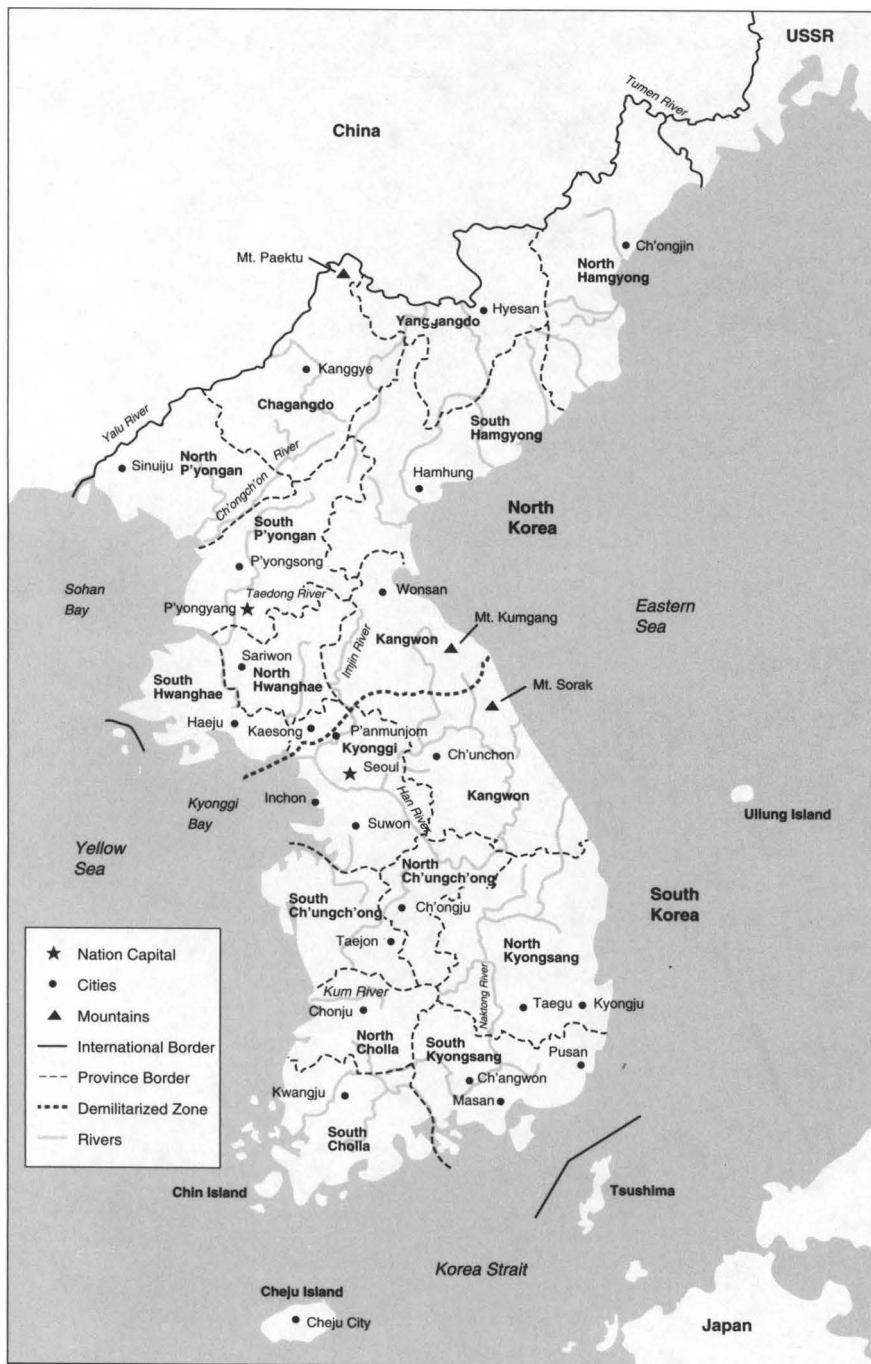 USSR
Tumen River
China
Ch'ongjin
North
Hamgyong
Mt. Paektu
Hyesan
Yanggangdo
Kanggye
Chagangdo
Yalu River
South
Hamgyong
North
P'yongan
Sinuiju
Ch'ongch'on River
Hamhung
North
Korea
South
P'yongan
P'yongsong
Sohan
Bay
Taedong River
Wonsan
P'yongyang
Eastern
Sea
Mt. Kumgang
Kangwon
Imjin River
Sariwon
North
Hwanghae
South
Hwanghae
Mt. Sorak
Haeju
Kaesong
P'anmunjom
Kyonggi
Ch'unchon
Seoul
Kangwon
Han River
Inchon
Kyonggi
Bay
Ullung Island
Suwon
Yellow
Sea
North
Ch'ungch'ong
South
Ch'ungch'ong
South
Korea
Ch'ongju
Taejon
North
Kyongsang
Nation Capital
Cities
Mountains
International Border
Province Border
Demilitarized Zone
Rivers
Kum River
Naktong River
Taegu
Kyongju
Chonju
North
Cholla
South
Kyongsang
Pusan
Ch'angwon
Kwangju
Masan
South
Cholla
Chin Island
Tsushima
Korea Strait
Cheju Island
Cheju City
Japan